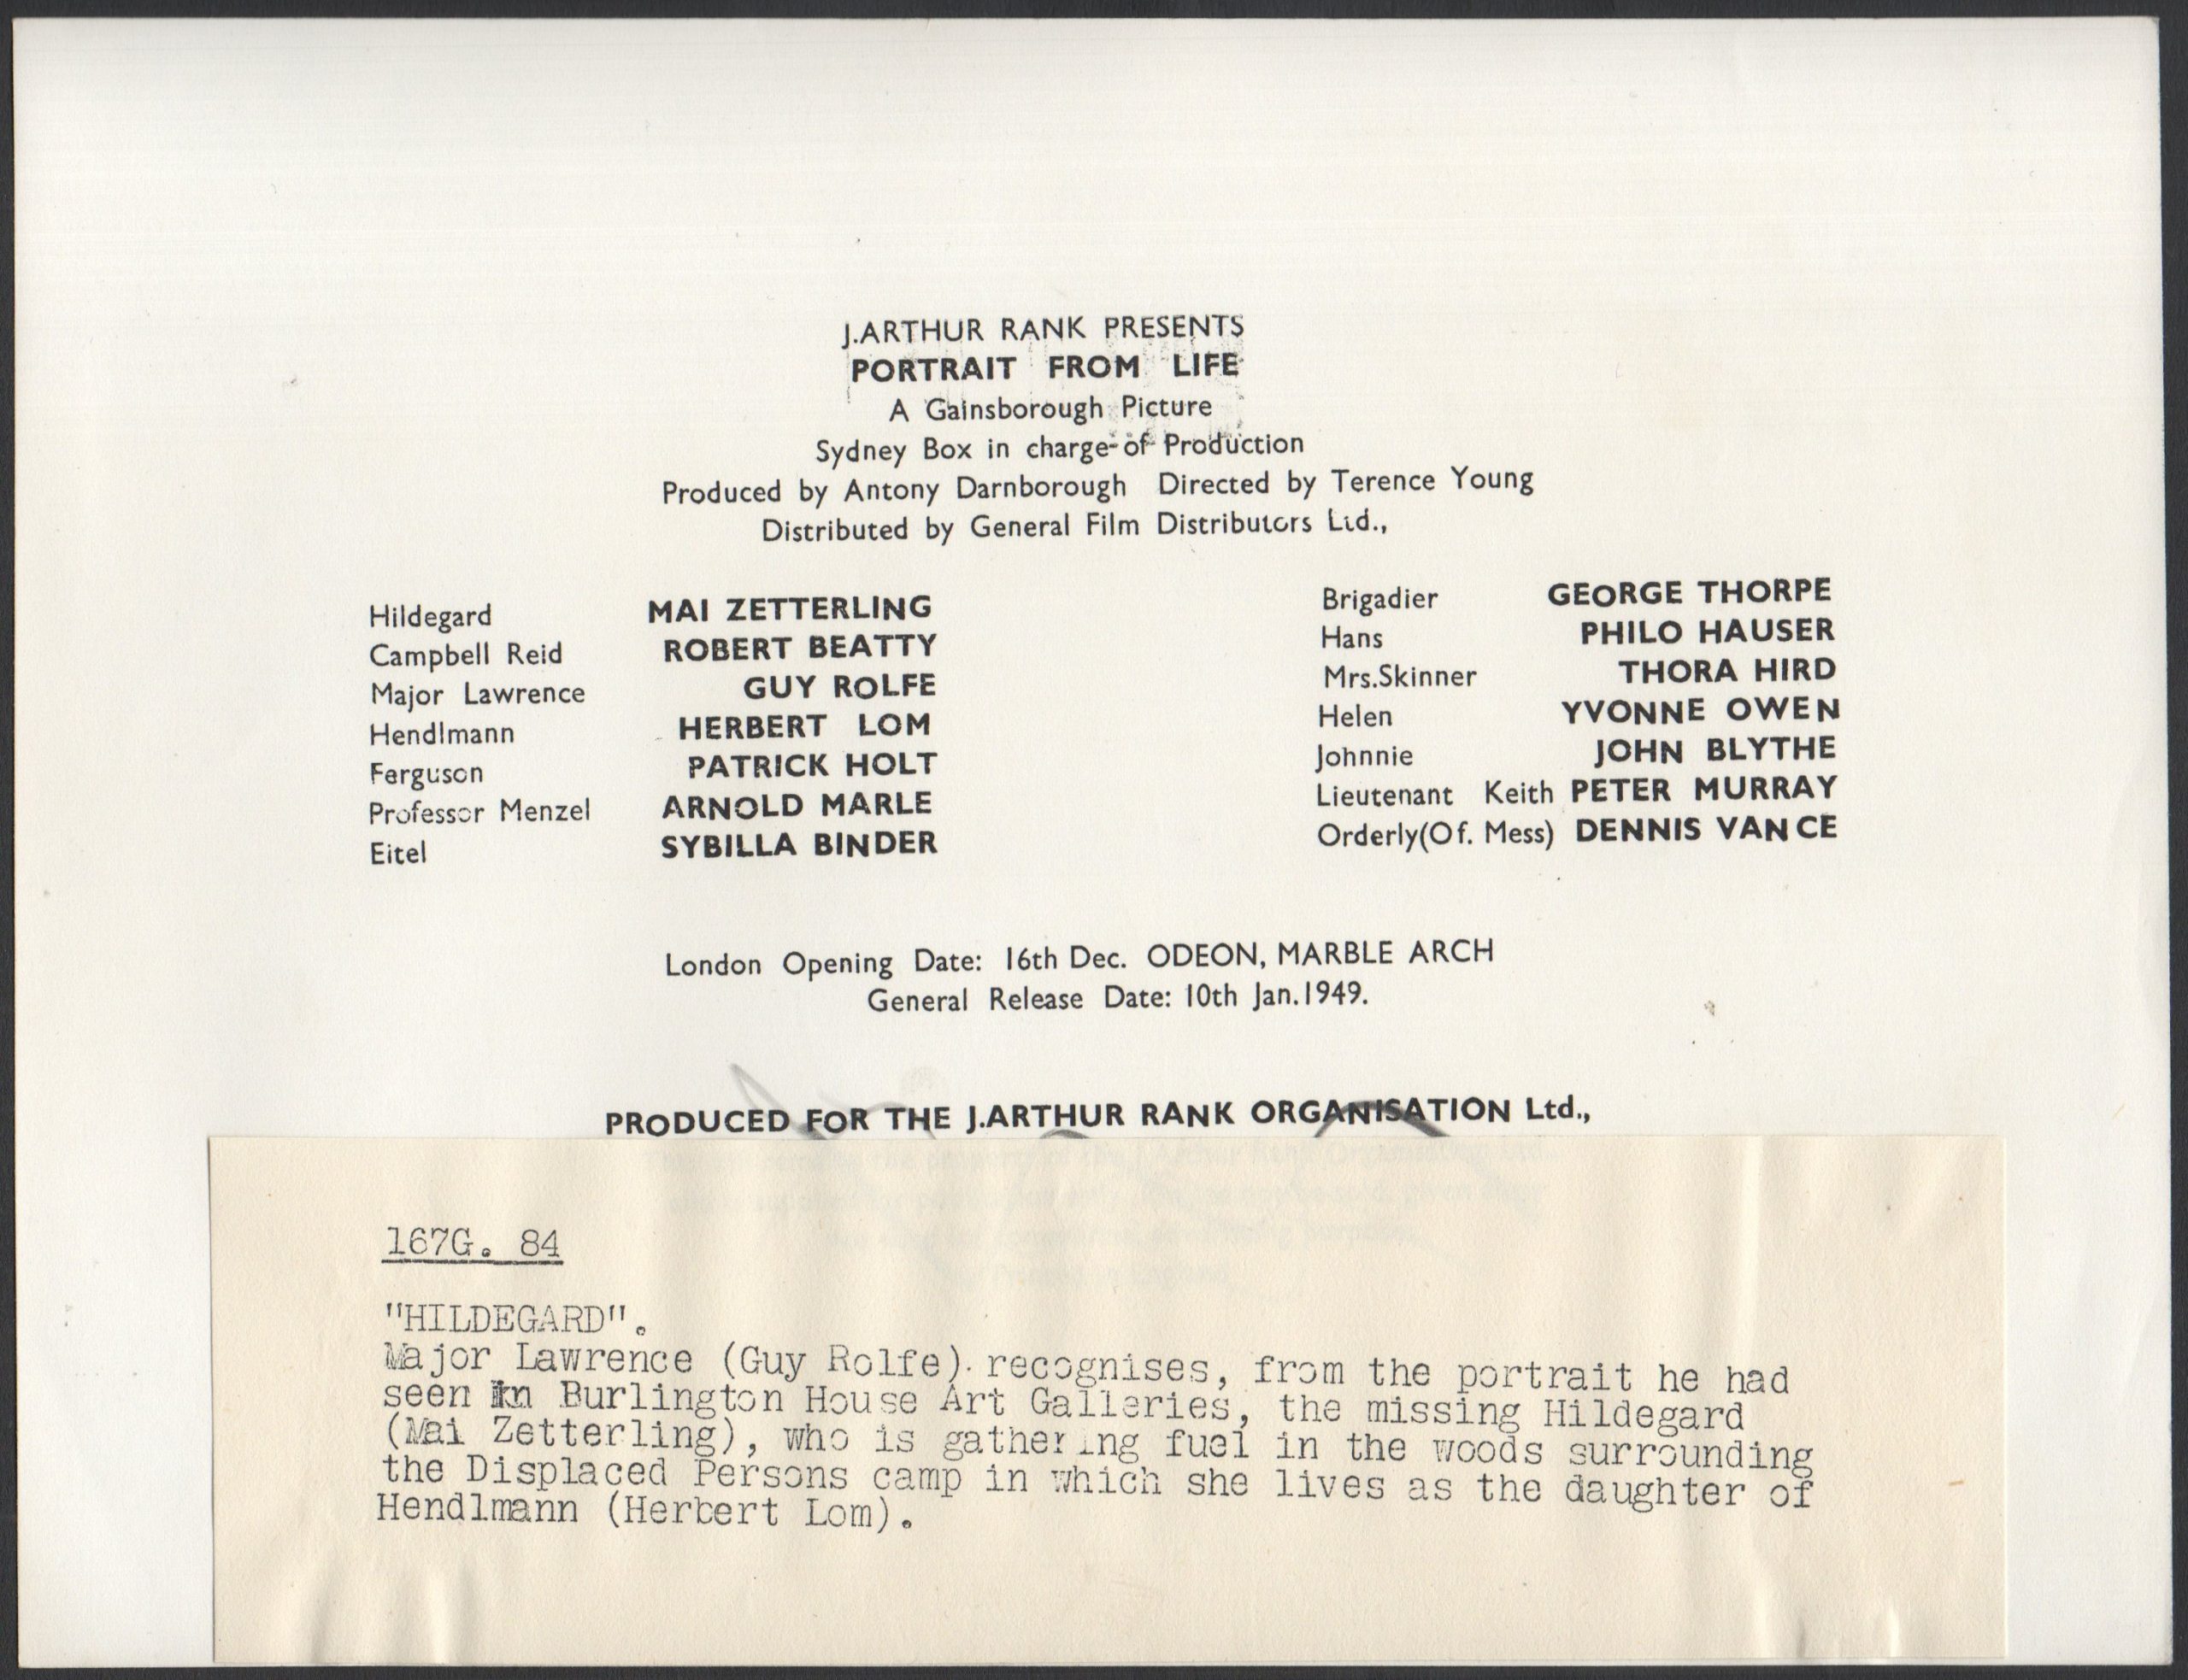 J.ARTHUR RANK PRESENTS
PORTRAIT FROM LIFE
A Gainsborough Picture
Sydney Box in charge of Production
Produced by Antony Darnborough Directed by Terence Young
Distributed by General Film Distributors Ltd.,
Hildegard MAI ZETTERLING
Campbell Reid ROBERT BEATTY
Major Lawrence GUY ROLFE
Hendlmann HERBERT LOM
Ferguson PATRICK HOLT
Professor Menzel ARNOLD MARLE
Eitel SYBILLA BINDER
Brigadier GEORGE THORPE
Hans PHILO HAUSER
Mrs.Skinner THORA HIRD
Helen YVONNE OWEN
Johnnie JOHN BLYTHE
Lieutenant Keith PETER MURRAY
Orderly(Of. Mess) DENNIS VANCE
London Opening Date: 16th Dec. ODEON, MARBLE ARCH
General Release Date: 10th Jan.1949.
PRODUCED FOR THE J.ARTHUR RANK ORGANISATION Ltd.,
167G. 84
"HILDEGARD".
Major Lawrence (Guy Rolfe) recognises, from the portrait he had
seen in Burlington House Art Galleries, the missing Hildegard
(Mai Zetterling), who is gathering fuel in the woods surrounding
the Displaced Persons camp in which she lives as the daughter of
Hendlmann (Herbert Lom).